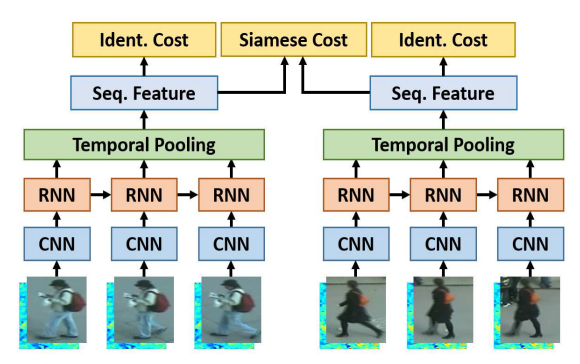 Ident. Cost Siamese Cost Ident. Cost
Seq. Feature Seq. Feature
Temporal Pooling Temporal Pooling
RNN RNN RNN RNN RNN RNN
CNN CNN CNN CNN CNN CNN